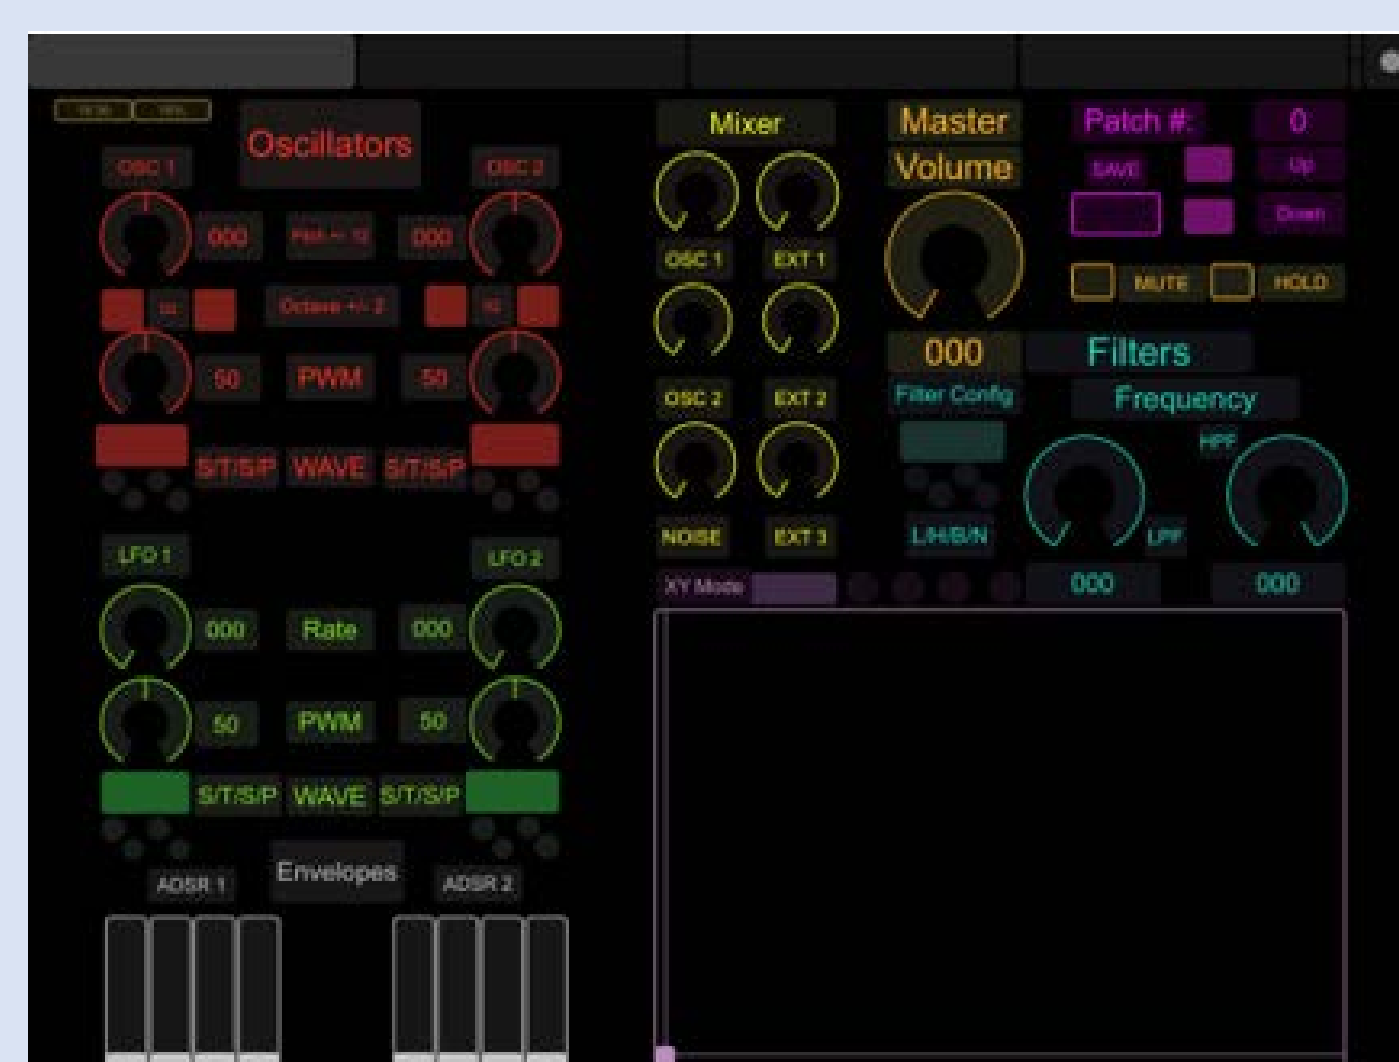 Oscillators
OSC 1
OSC 2
000
Pitch +/- 12
000
Octave +/- 2
50
PWM
50
S/T/S/P
WAVE
S/T/S/P
LFO 1
LFO 2
000
Rate
000
50
PWM
50
S/T/S/P
WAVE
S/T/S/P
Envelopes
ADSR 1
ADSR 2
Mixer
OSC 1
EXT 1
OSC 2
EXT 2
NOISE
EXT 3
Master
Volume
000
Patch #:
0
SAVE
Up
Down
MUTE
HOLD
Filters
Filter Config
Frequency
HPF
L/H/B/N
LPF
000
000
XY Mode